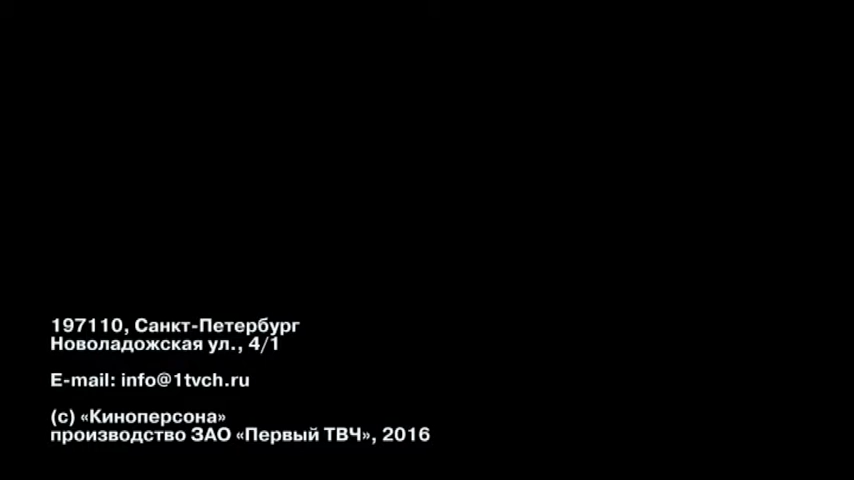 197110, Санкт-Петербург
Новоладожская ул., 4/1
E-mail: info@1tvch.ru
(с) «Киноперсона»
производство ЗАО «Первый ТВЧ», 2016